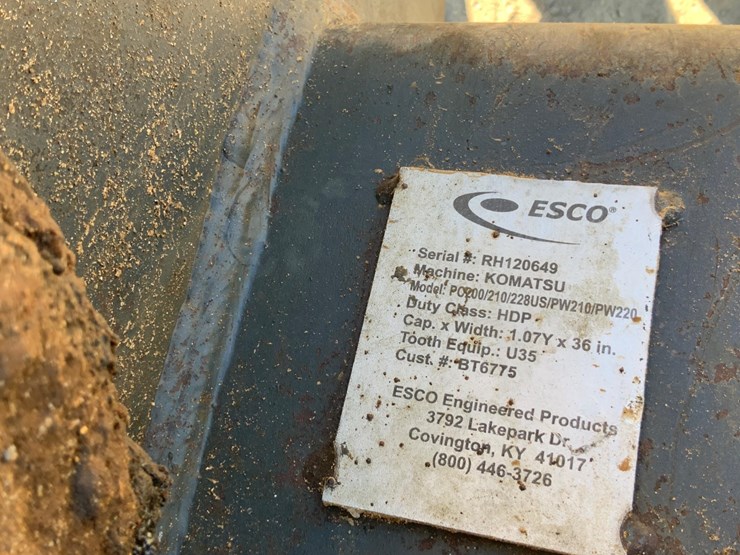 ESCO®
Serial #: RH120649
Machine: KOMATSU
Model: PC200/210/228US/PW210/PW220
Duty Class: HDP
Cap. x Width: 1.07Y x 36 in.
Tooth Equip.: U35
Cust. #: BT6775
ESCO Engineered Products
3792 Lakepark Dr.
Covington, KY 41017
(800) 446-3726